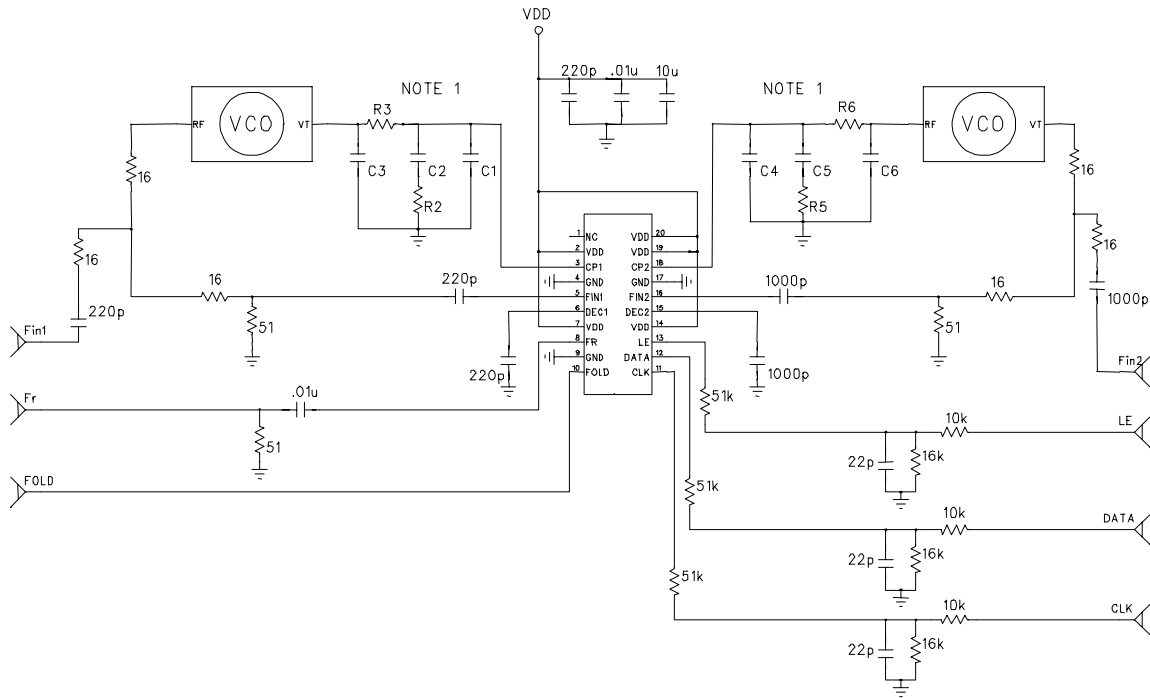 VDD
220p .01u 10u
NOTE 1
NOTE 1
RF VCO VT
R3
R6
RF VCO VT
16
C3 C2 C1
R2
C4 C5 C6
R5
16
16
16
1 NC VDD 20
2 VDD VDD 19
3 CP1 CP2 18
4 GND GND 17
5 FIN1 FIN2 16
6 DEC1 DEC2 15
7 VDD VDD 14
8 FR LE 13
9 GND DATA 12
10 FOLD CLK 11
16
220p
1000p
16
220p
1000p
51
51
Fin1
Fin2
220p
1000p
Fr
.01u
51
51k
10k
LE
22p
16k
FOLD
51k
10k
DATA
22p
16k
51k
10k
CLK
22p
16k